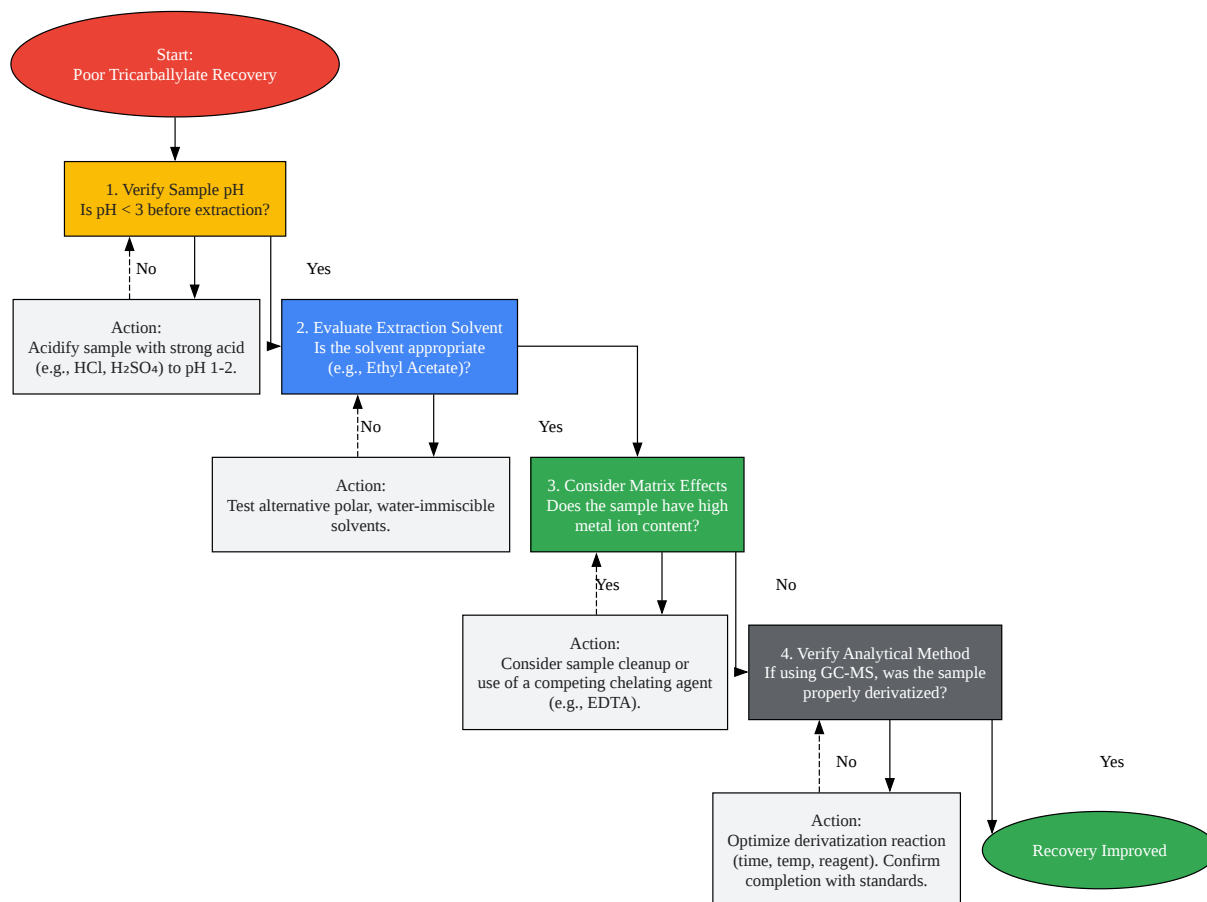 Start:
Poor Tricarballylate Recovery
1. Verify Sample pH
Is pH < 3 before extraction?
No
Yes
Action:
Acidify sample with strong acid
(e.g., HCl, H₂SO₄) to pH 1-2.
2. Evaluate Extraction Solvent
Is the solvent appropriate
(e.g., Ethyl Acetate)?
No
Yes
Action:
Test alternative polar, water-immiscible
solvents.
3. Consider Matrix Effects
Does the sample have high
metal ion content?
Yes
No
Action:
Consider sample cleanup or
use of a competing chelating agent
(e.g., EDTA).
4. Verify Analytical Method
If using GC-MS, was the sample
properly derivatized?
No
Yes
Action:
Optimize derivatization reaction
(time, temp, reagent). Confirm
completion with standards.
Recovery Improved